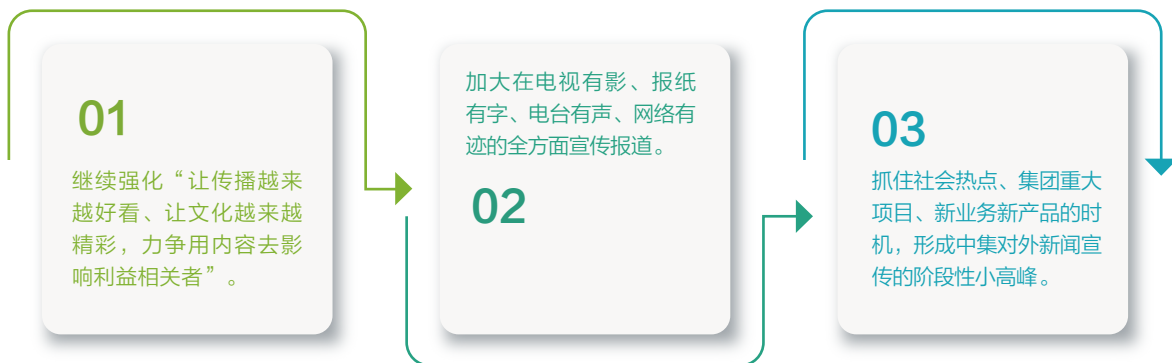 01
继续强化“让传播越来
越好看、让文化越来越
精彩，力争用内容去影
响利益相关者”。
加大在电视有影、报纸
有字、电台有声、网络有
迹的全方面宣传报道。
02
03
抓住社会热点、集团重大
项目、新业务新产品的时
机，形成中集对外新闻宣
传的阶段性小高峰。